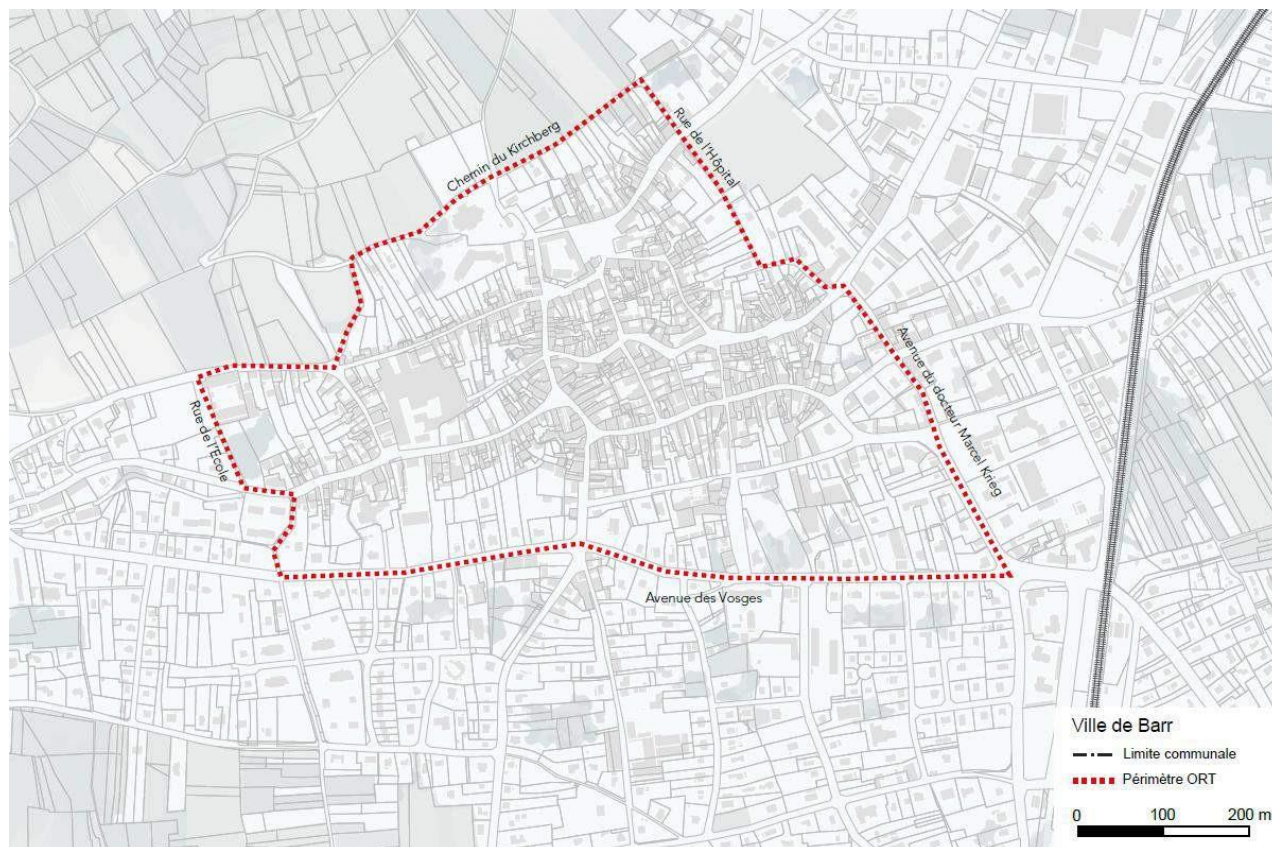 Chemin du Kirchberg
Rue de l'Hôpital
Avenue du docteur Marcel Krieg
Rue de l'Ecole
Avenue des Vosges
Ville de Barr
Limite communale
Périmètre ORT
0 100 200 m